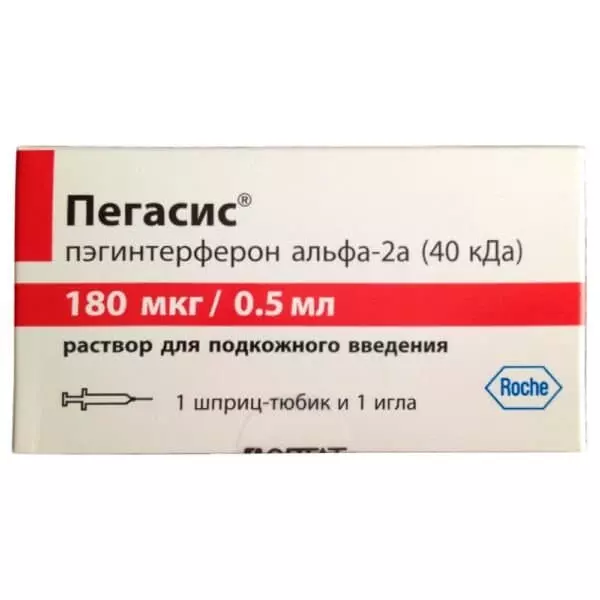 Пегасис®
пэгинтерферон альфа-2а (40 кДа)
180 мкг / 0.5 мл
раствор для подкожного введения
Roche
1 шприц-тюбик и 1 игла